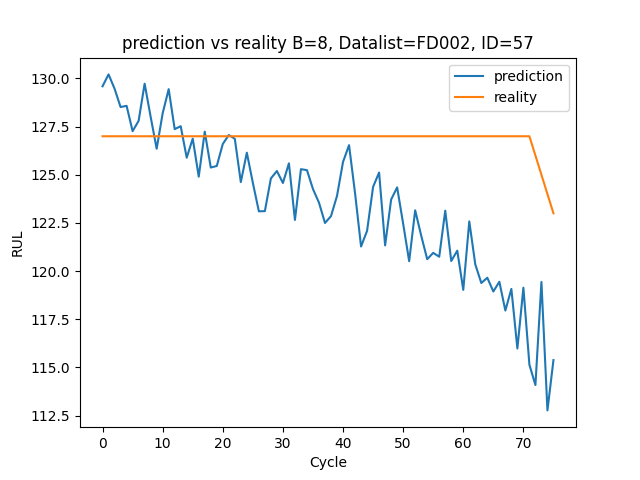 prediction vs reality B=8, Datalist=FD002, ID=57
prediction
reality
RUL
130.0
127.5
125.0
122.5
120.0
117.5
115.0
112.5
0 10 20 30 40 50 60 70
Cycle